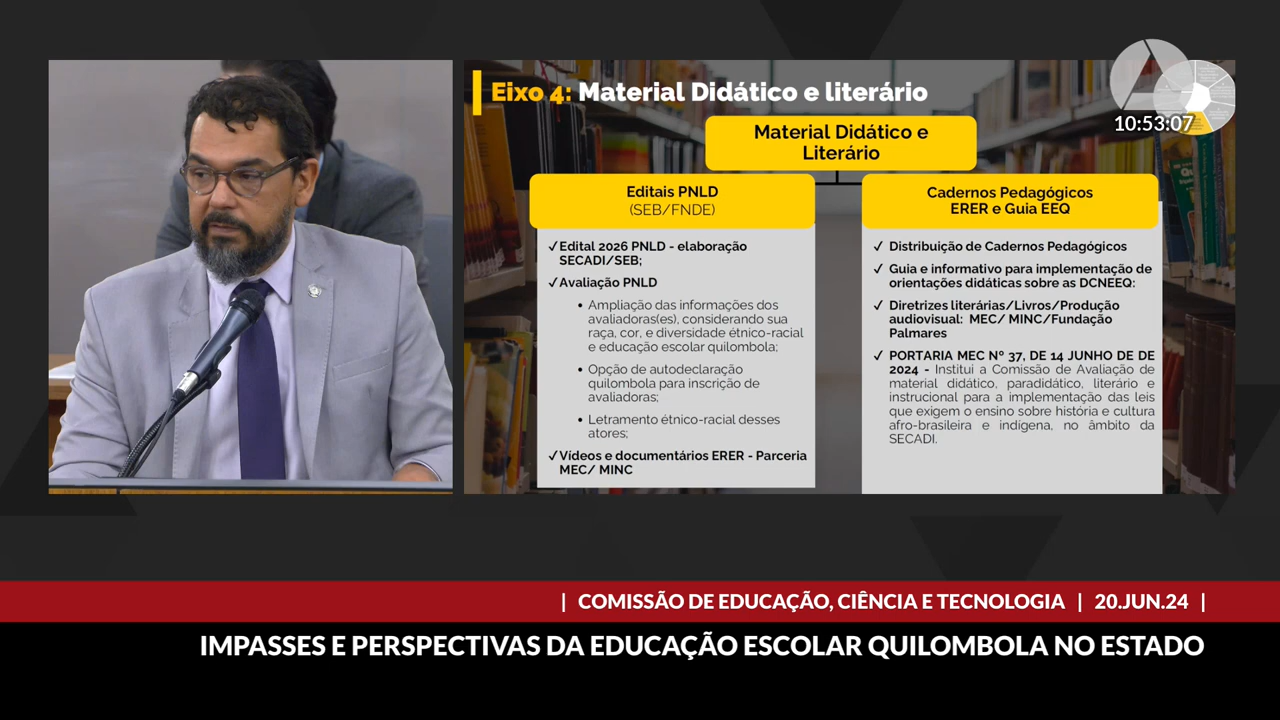 Eixo 4: Material Didático e literário
10:53:07
Material Didático e
Literário
Editais PNLD
(SEB/FNDE)
✓Edital 2026 PNLD - elaboração
SECADI/SEB;
✓Avaliação PNLD
• Ampliação das informações dos
avaliadoras(es), considerando sua
raça, cor, e diversidade étnico-racial
e educação escolar quilombola;
• Opção de autodeclaração
quilombola para inscrição de
avaliadoras;
• Letramento étnico-racial desses
atores;
✓Vídeos e documentários ERER - Parceria
MEC/ MINC
Cadernos Pedagógicos
ERER e Guia EEQ
✓ Distribuição de Cadernos Pedagógicos
✓ Guia e informativo para implementação de
orientações didáticas sobre as DCNEEQ:
✓ Diretrizes literárias/Livros/Produção
audiovisual: MEC/ MINC/Fundação
Palmares
✓ PORTARIA MEC Nº 37, DE 14 JUNHO DE DE
2024 - Institui a Comissão de Avaliação de
material didático, paradidático, literário e
instrucional para a implementação das leis
que exigem o ensino sobre história e cultura
afro-brasileira e indígena, no âmbito da
SECADI.
| COMISSÃO DE EDUCAÇÃO, CIÊNCIA E TECNOLOGIA | 20.JUN.24 |
IMPASSES E PERSPECTIVAS DA EDUCAÇÃO ESCOLAR QUILOMBOLA NO ESTADO